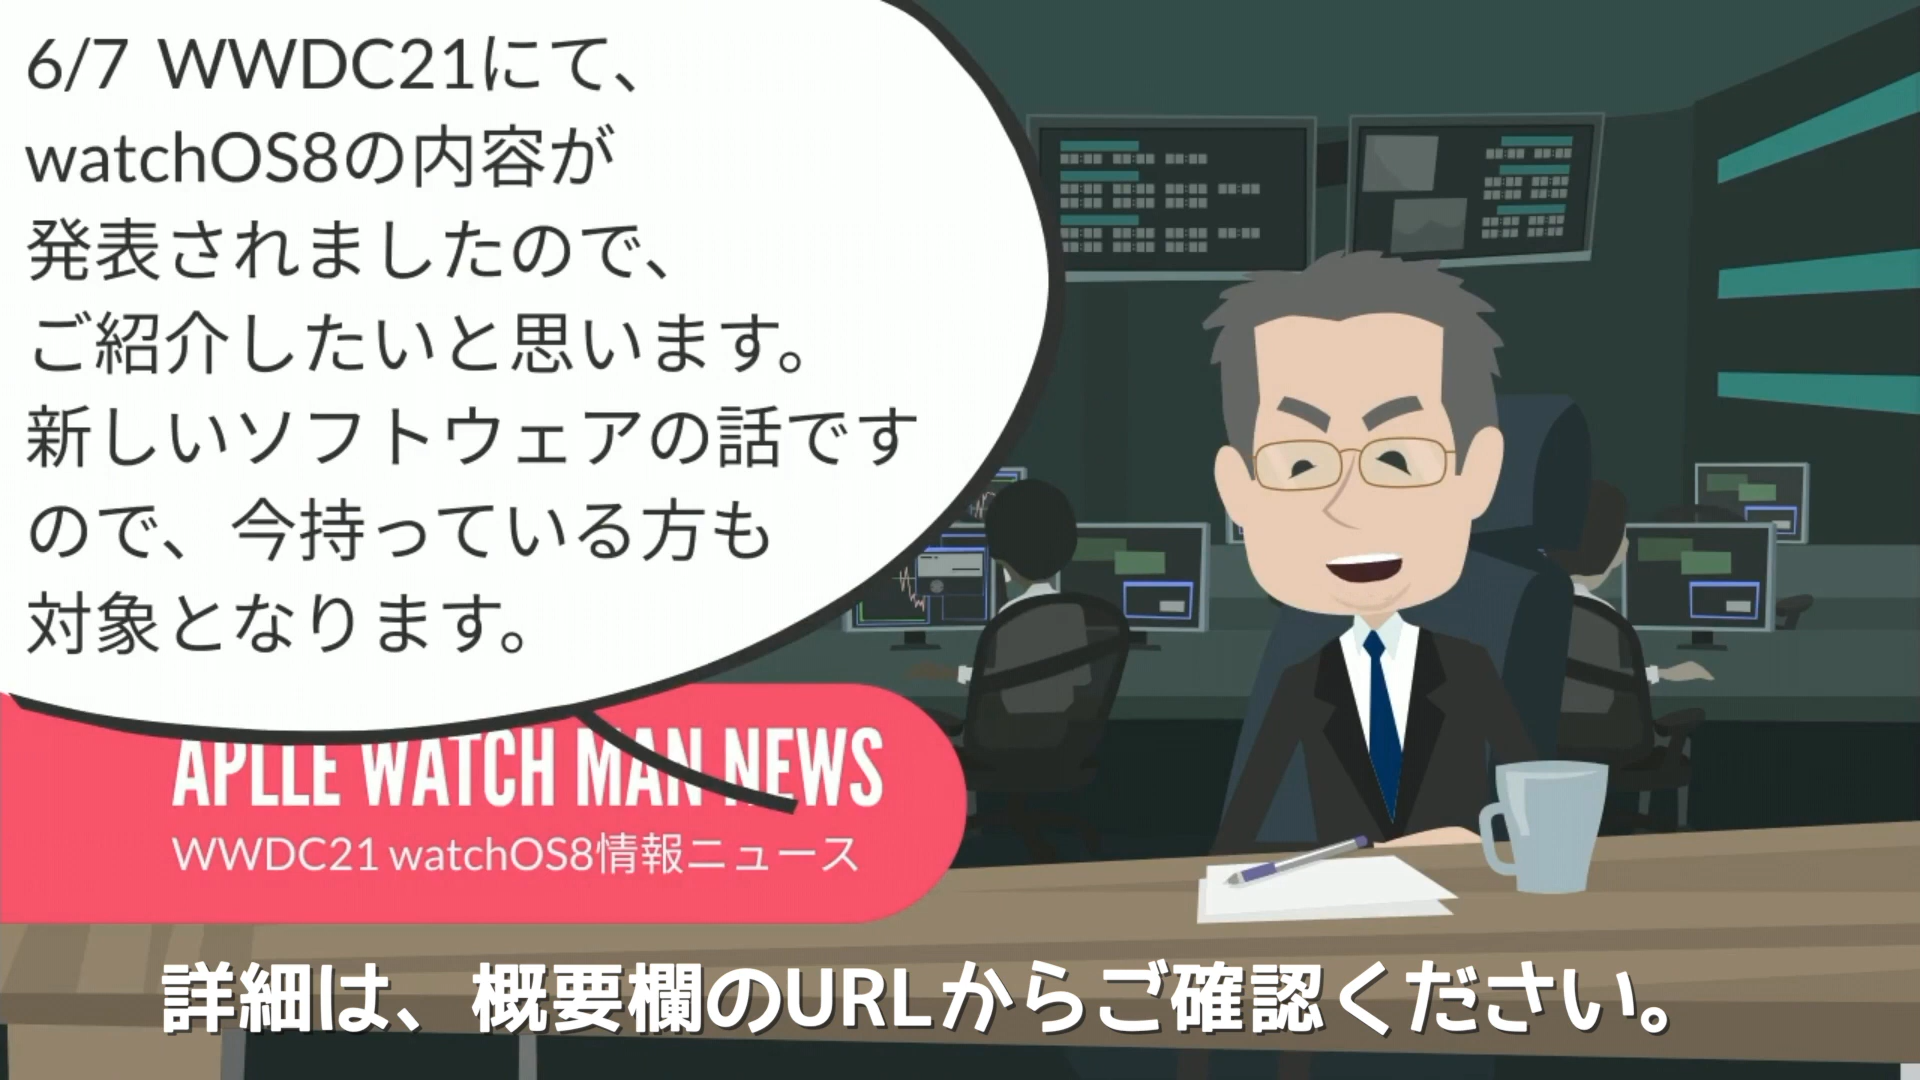 6/7 WWDC21にて、
watchOS8の内容が
発表されましたので、
ご紹介したいと思います。
新しいソフトウェアの話です
ので、今持っている方も
対象となります。
APLLE WATCH MAN NEWS
WWDC21 watchOS8情報ニュース
詳細は、概要欄のURLからご確認ください。